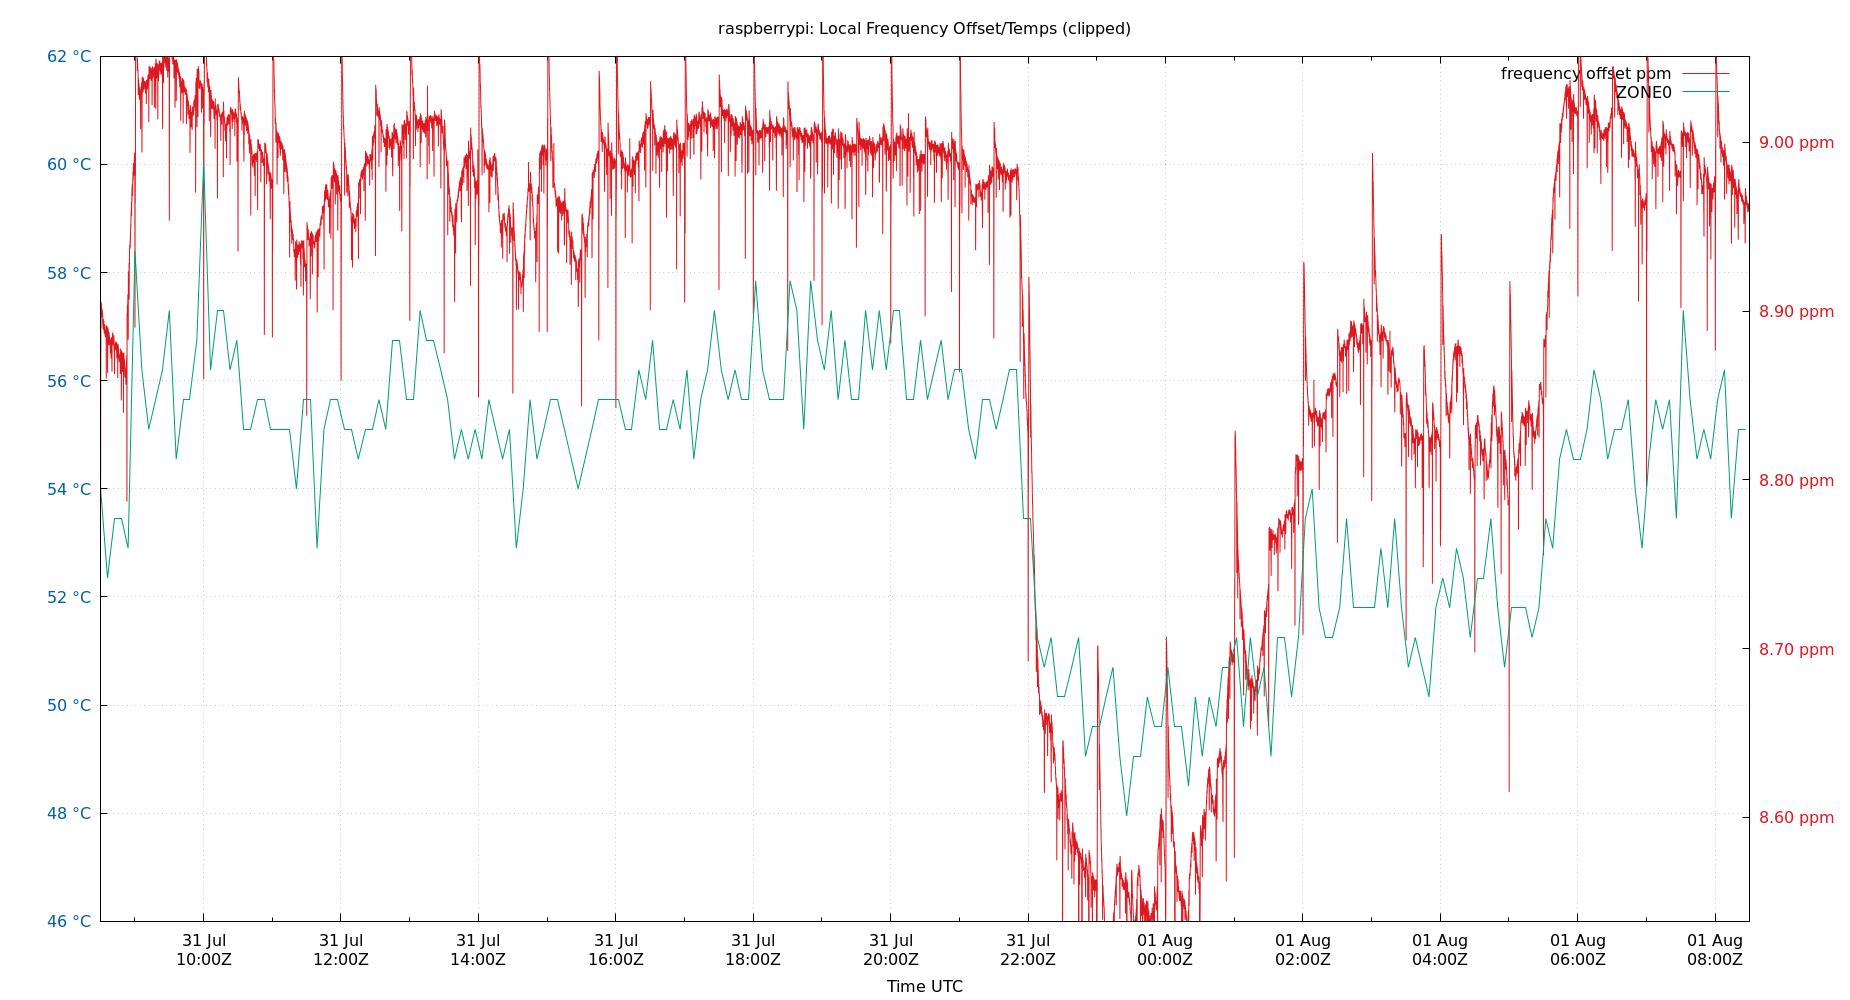 raspberrypi: Local Frequency Offset/Temps (clipped)
62 °C
60 °C
58 °C
56 °C
54 °C
52 °C
50 °C
48 °C
46 °C
frequency offset ppm
ZONE0
9.00 ppm
8.90 ppm
8.80 ppm
8.70 ppm
8.60 ppm
31 Jul 31 Jul 31 Jul 31 Jul 31 Jul 31 Jul 31 Jul 01 Aug 01 Aug 01 Aug 01 Aug 01 Aug
10:00Z 12:00Z 14:00Z 16:00Z 18:00Z 20:00Z 22:00Z 00:00Z 02:00Z 04:00Z 06:00Z 08:00Z
Time UTC